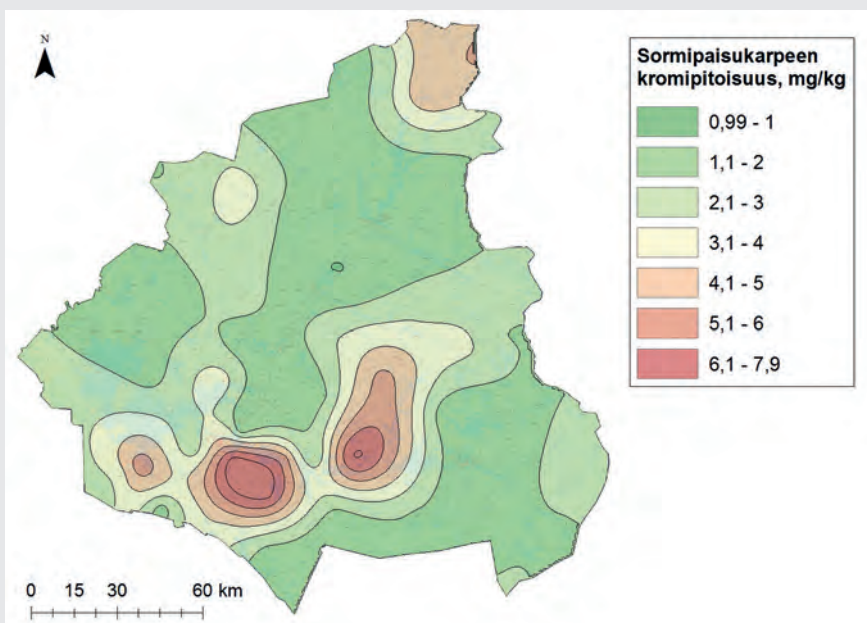 N
Sormipaisukarpeen
kromipitoisuus, mg/kg
0,99 - 1
1,1 - 2
2,1 - 3
3,1 - 4
4,1 - 5
5,1 - 6
6,1 - 7,9
0 15 30 60 km